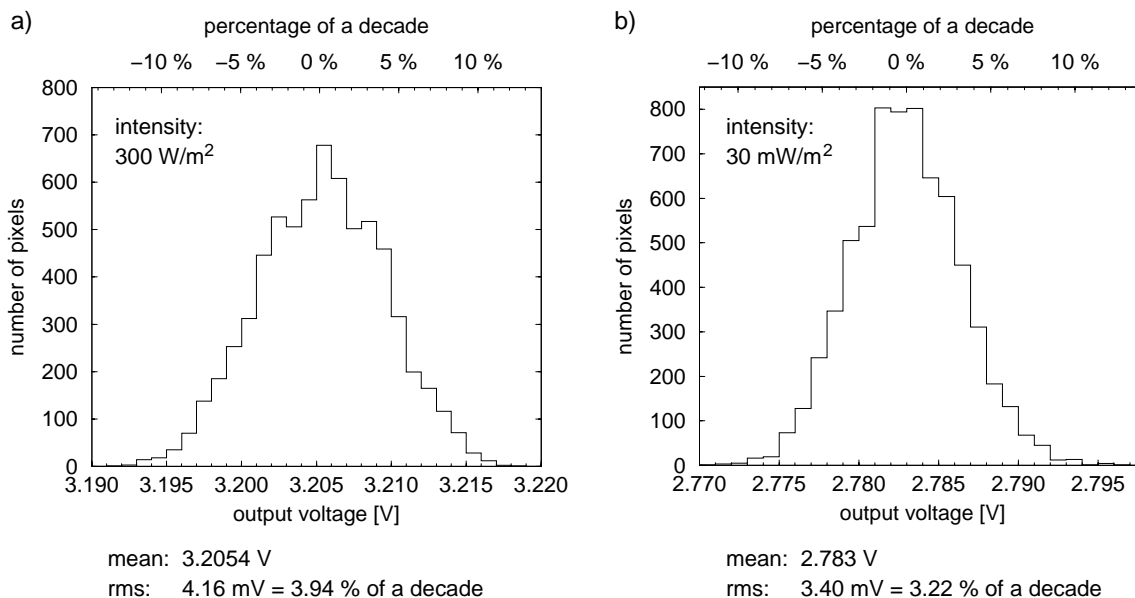 a)
percentage of a decade
−10 % −5 % 0 % 5 % 10 %
800
700
600
500
400
300
200
100
0
number of pixels
intensity:
300 W/m²
3.190 3.195 3.200 3.205 3.210 3.215 3.220
output voltage [V]
mean: 3.2054 V
rms: 4.16 mV = 3.94 % of a decade
b)
percentage of a decade
−10 % −5 % 0 % 5 % 10 %
800
700
600
500
400
300
200
100
0
number of pixels
intensity:
30 mW/m²
2.770 2.775 2.780 2.785 2.790 2.795
output voltage [V]
mean: 2.783 V
rms: 3.40 mV = 3.22 % of a decade